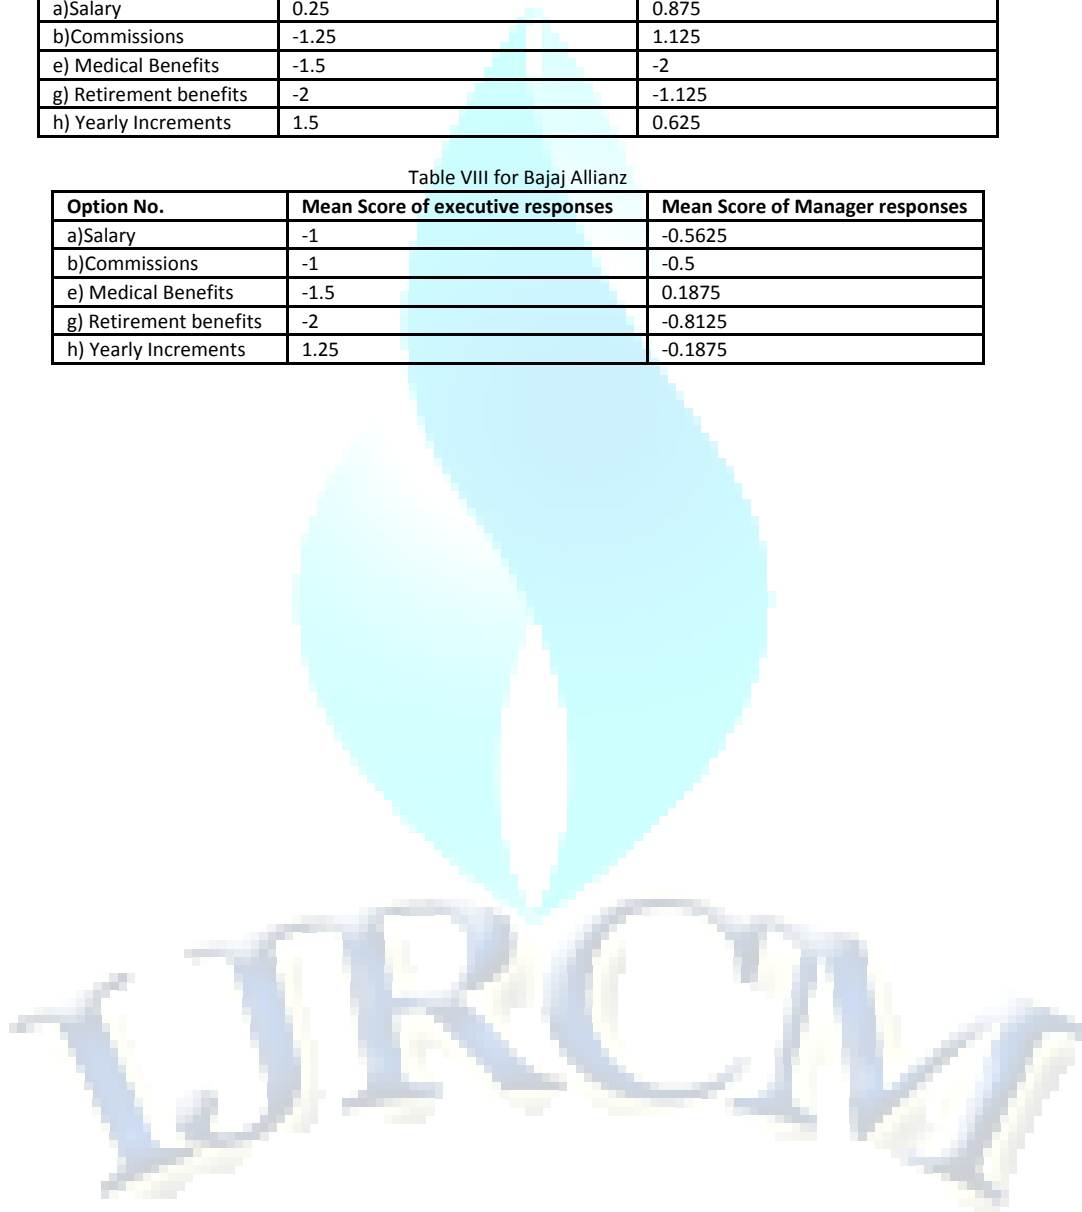 a)Salary 0.25 0.875
b)Commissions -1.25 1.125
e) Medical Benefits -1.5 -2
g) Retirement benefits -2 -1.125
h) Yearly Increments 1.5 0.625
Table VIII for Bajaj Allianz
Option No. Mean Score of executive responses Mean Score of Manager responses
a)Salary -1 -0.5625
b)Commissions -1 -0.5
e) Medical Benefits -1.5 0.1875
g) Retirement benefits -2 -0.8125
h) Yearly Increments 1.25 -0.1875
IJRCM